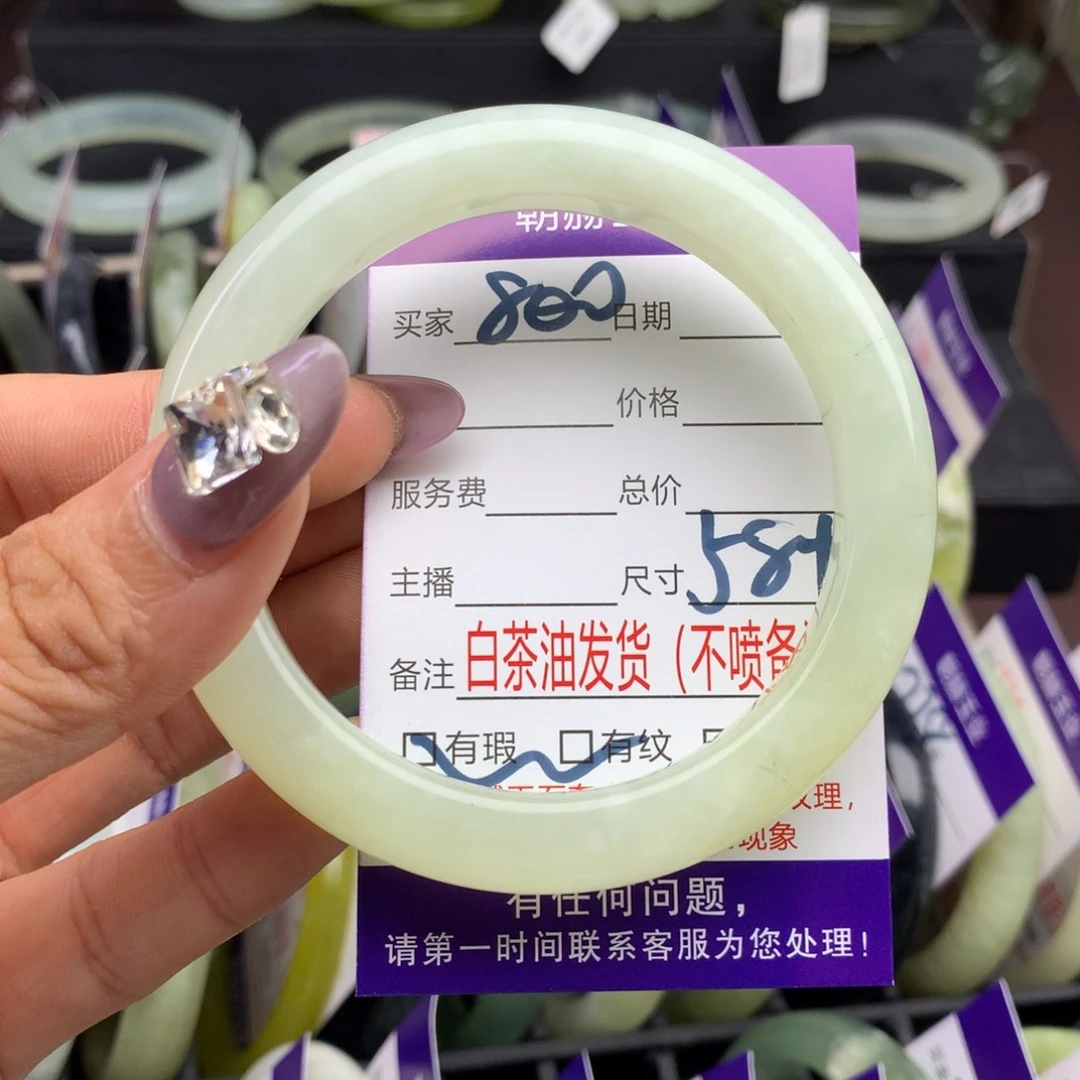 买家 800 日期
价格
服务费 总价
主播 尺寸 584
备注 白茶油发货（不喷备
有瑕 有纹
纹理，
现象
有任何问题，
请第一时间联系客服为您处理！